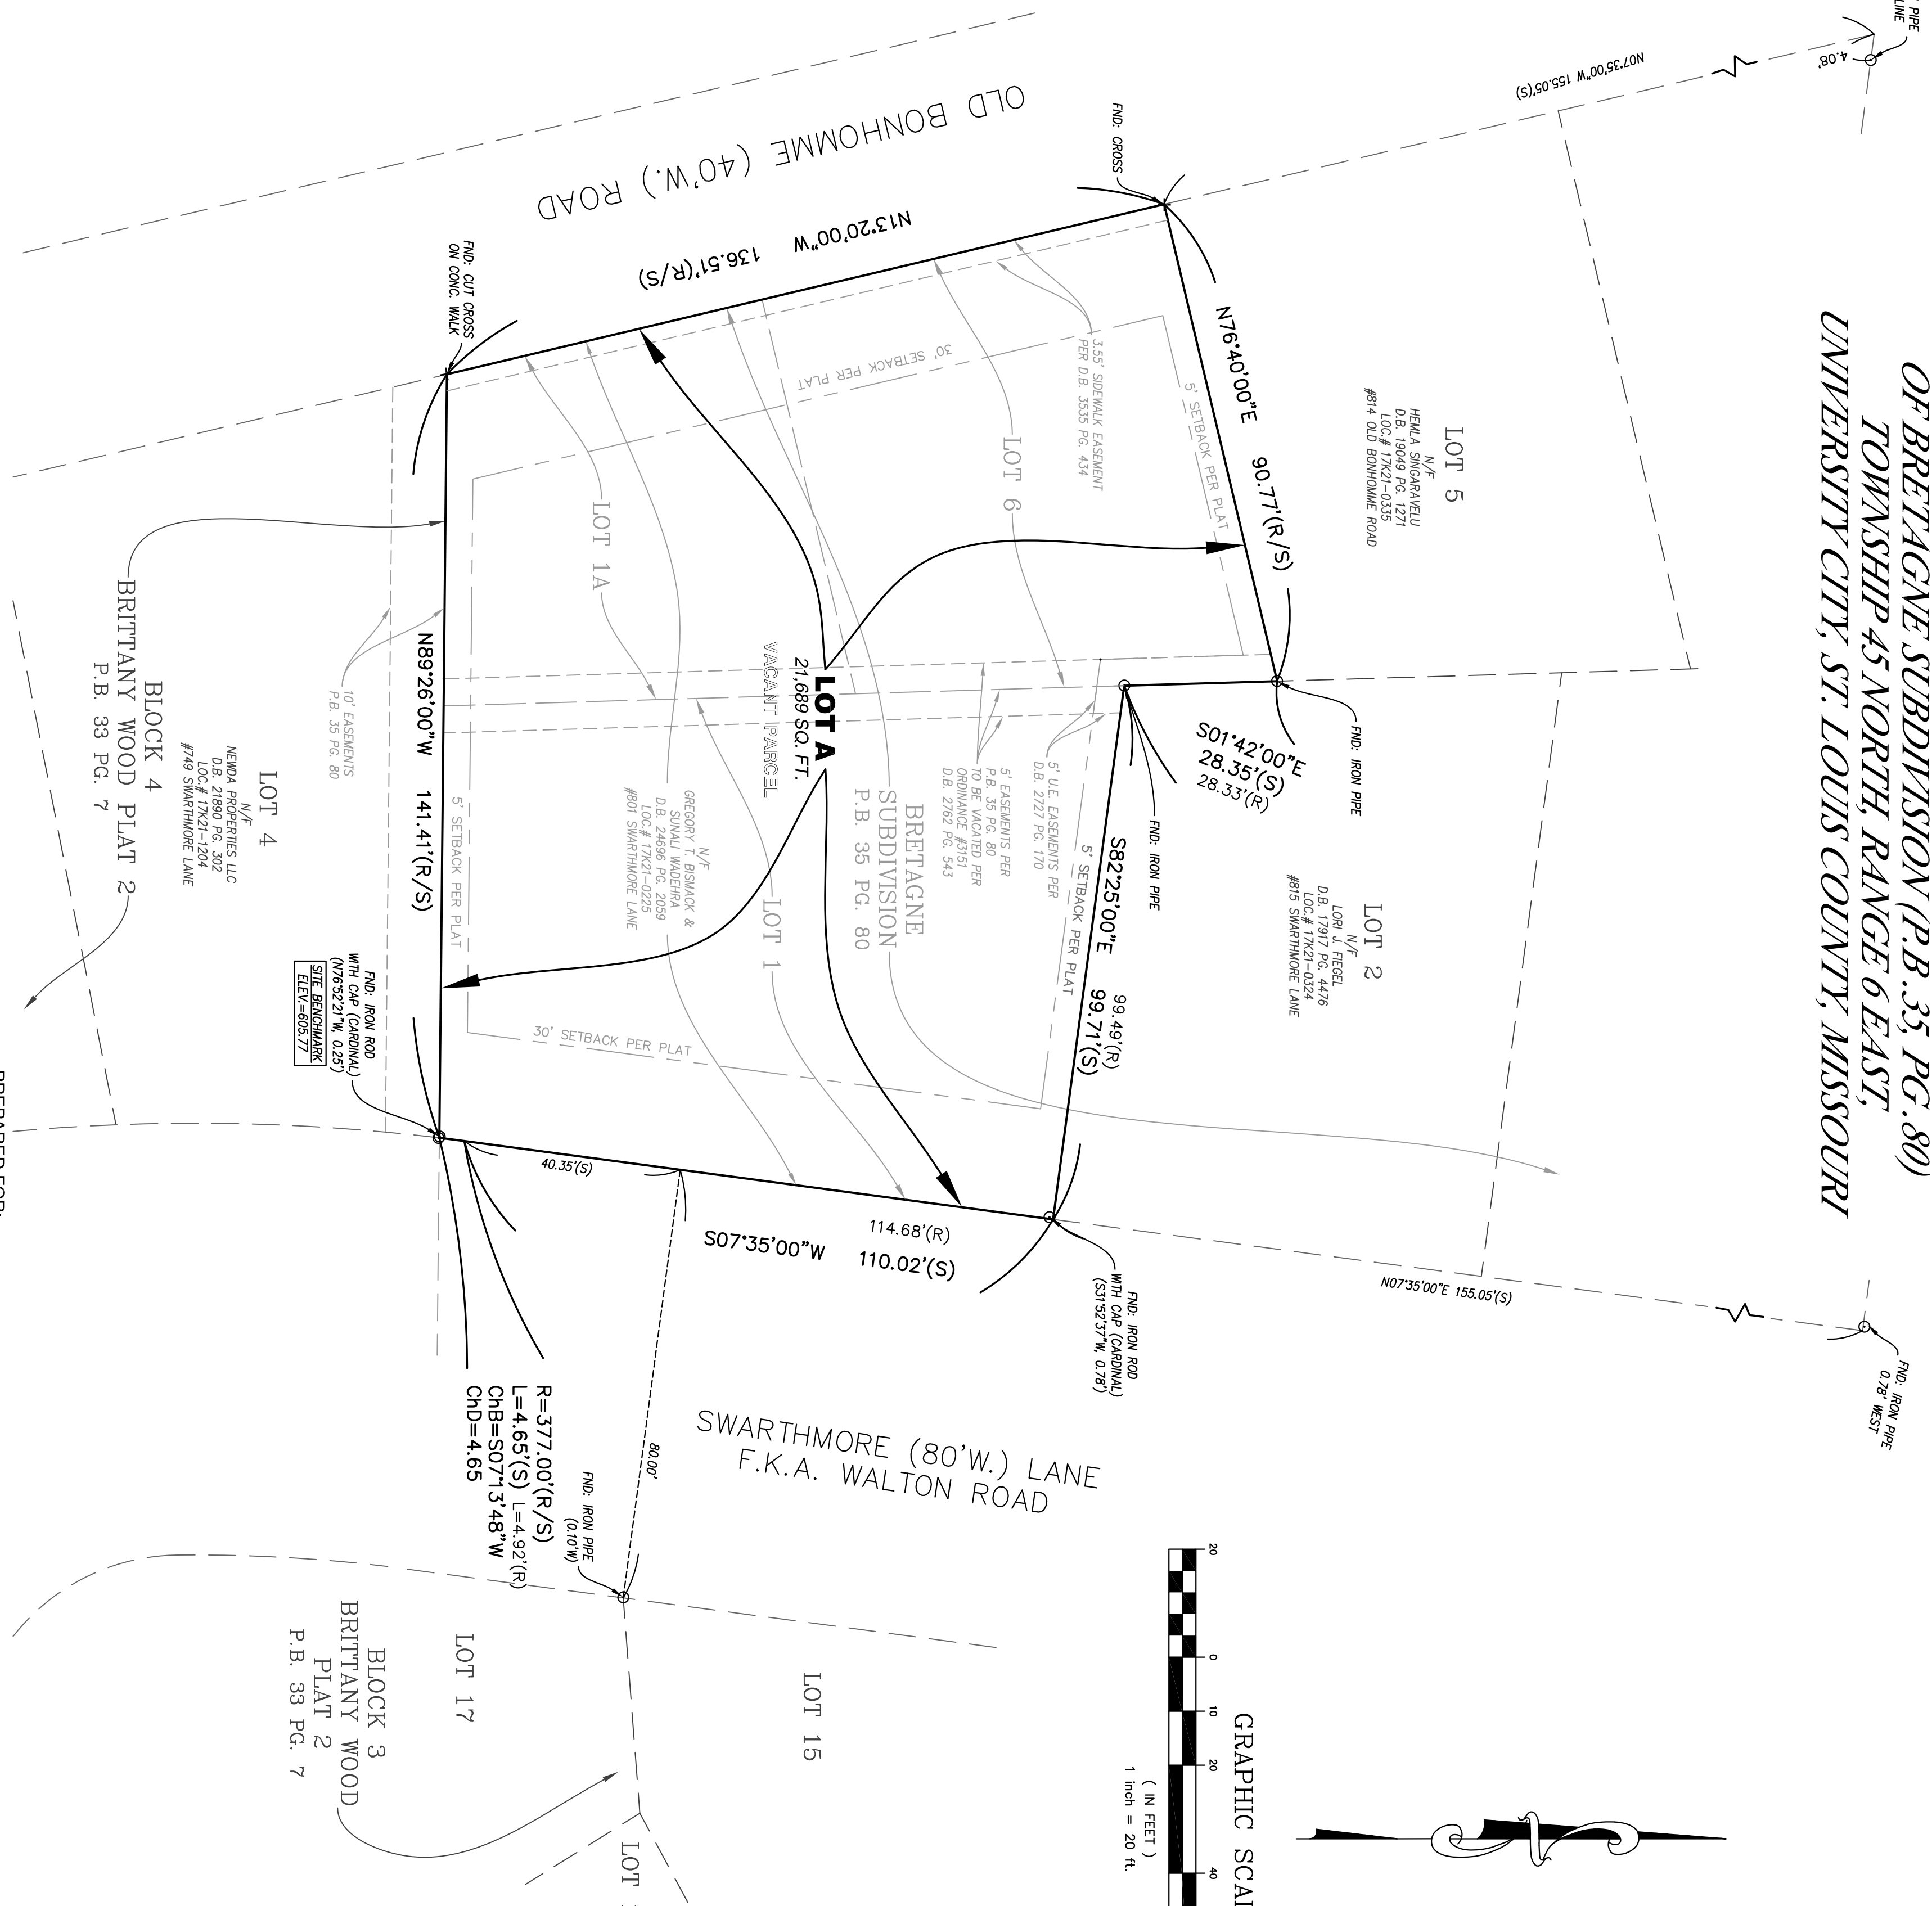 OF BRETAGNE SUBDIVISION (P.B. 35, PG. 80)
TOWNSHIP 45 NORTH, RANGE 6 EAST,
UNIVERSITY CITY, ST. LOUIS COUNTY, MISSOURI
PIPE
LINE
4.08'
N07°35'00"W 155.05'(S)
FND: IRON PIPE
0.78' WEST
N07°35'00"E 155.05'(S)
LOT 5
N/F
HEMLA SINGARAVELU
D.B. 19049 PG. 1271
LOC.# 17K21-0335
#814 OLD BONHOMME ROAD
LOT 2
N/F
LORI J. FIEGEL
D.B. 17917 PG. 4476
LOC.# 17K21-0324
#815 SWARTHMORE LANE
FND: CROSS
N76°40'00"E 90.77'(R/S)
FND: IRON PIPE
S01°42'00"E
28.35'(S)
28.33'(R)
FND: IRON PIPE
S82°25'00"E
99.49'(R)
99.71'(S)
5' SETBACK PER PLAT
5' SETBACK PER PLAT
FND: IRON ROD
WITH CAP (CARDINAL)
(S31°52'37"W, 0.78')
3.55' SIDEWALK EASEMENT
PER D.B. 3535 PG. 434
LOT 6
5' U.E. EASEMENTS PER
D.B. 2727 PG. 170
5' EASEMENTS PER
P.B. 35 PG. 80
TO BE VACATED PER
ORDINANCE #3151
D.B. 2762 PG. 543
BRETAGNE
SUBDIVISION
P.B. 35 PG. 80
OLD BONHOMME (40'W.) ROAD
N13°20'00"W 136.51'(R/S)
30' SETBACK PER PLAT
LOT A
21,689 SQ. FT.
VACANT PARCEL
LOT 1
N/F
GREGORY T. BISMACK &
SUNALI WADEHRA
D.B. 24696 PG. 2059
LOC.# 17K21-0225
#801 SWARTHMORE LANE
LOT 1A
FND: CUT CROSS
ON CONC. WALK
5' SETBACK PER PLAT
30' SETBACK PER PLAT
N89°26'00"W 141.41'(R/S)
40.35'(S)
114.68'(R)
S07°35'00"W 110.02'(S)
10' EASEMENTS
P.B. 35 PG. 80
FND: IRON ROD
WITH CAP (CARDINAL)
(N76°52'21"W, 0.25')
SITE BENCHMARK
ELEV.=605.77
LOT 4
N/F
NEWDA PROPERTIES LLC
D.B. 21890 PG. 302
LOC.# 17K21-1204
#749 SWARTHMORE LANE
BLOCK 4
BRITTANY WOOD PLAT 2
P.B. 33 PG. 7
R=377.00'(R/S)
L=4.65'(S) L=4.92'(R)
ChB=S07°13'48"W
ChD=4.65
80.00'
FND: IRON PIPE
(0.10'W)
SWARTHMORE (80'W.) LANE
F.K.A. WALTON ROAD
LOT 15
LOT 17
BLOCK 3
BRITTANY WOOD
PLAT 2
P.B. 33 PG. 7
LOT
GRAPHIC SCAL
20 0 10 20 40
( IN FEET )
1 inch = 20 ft.
N
PREPARED FOR: